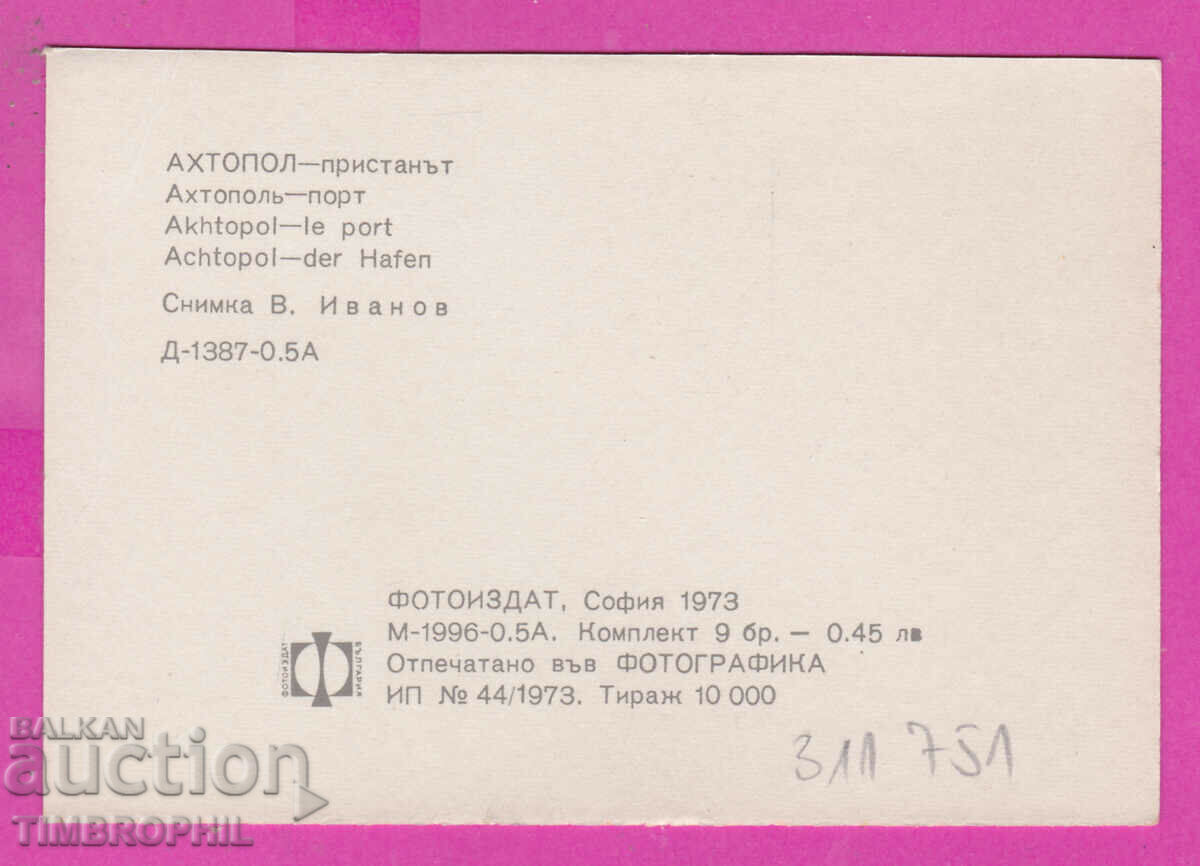 АХТОПОЛ—пристанът
Ахтополь—порт
Akhtopol—le port
Achtopol—der Hafen
Снимка В. Иванов
Д-1387-0.5А
ФОТОИЗДАТ, София 1973
М-1996-0.5А. Комплект 9 бр. — 0.45 лв
Отпечатано във ФОТОГРАФИКА
ИП № 44/1973. Тираж 10 000
ФОТОИЗДАТ
БЪЛГАРИЯ
311 751
BALKAN
auction
TIMBROPHIL